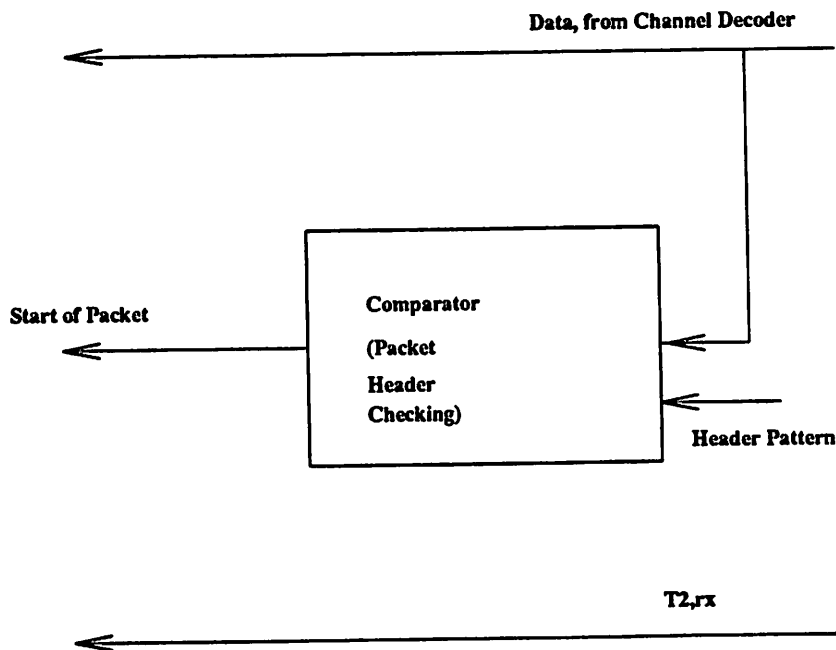 Data, from Channel Decoder
Start of Packet
Comparator
(Packet
Header
Checking)
Header Pattern
T2,rx